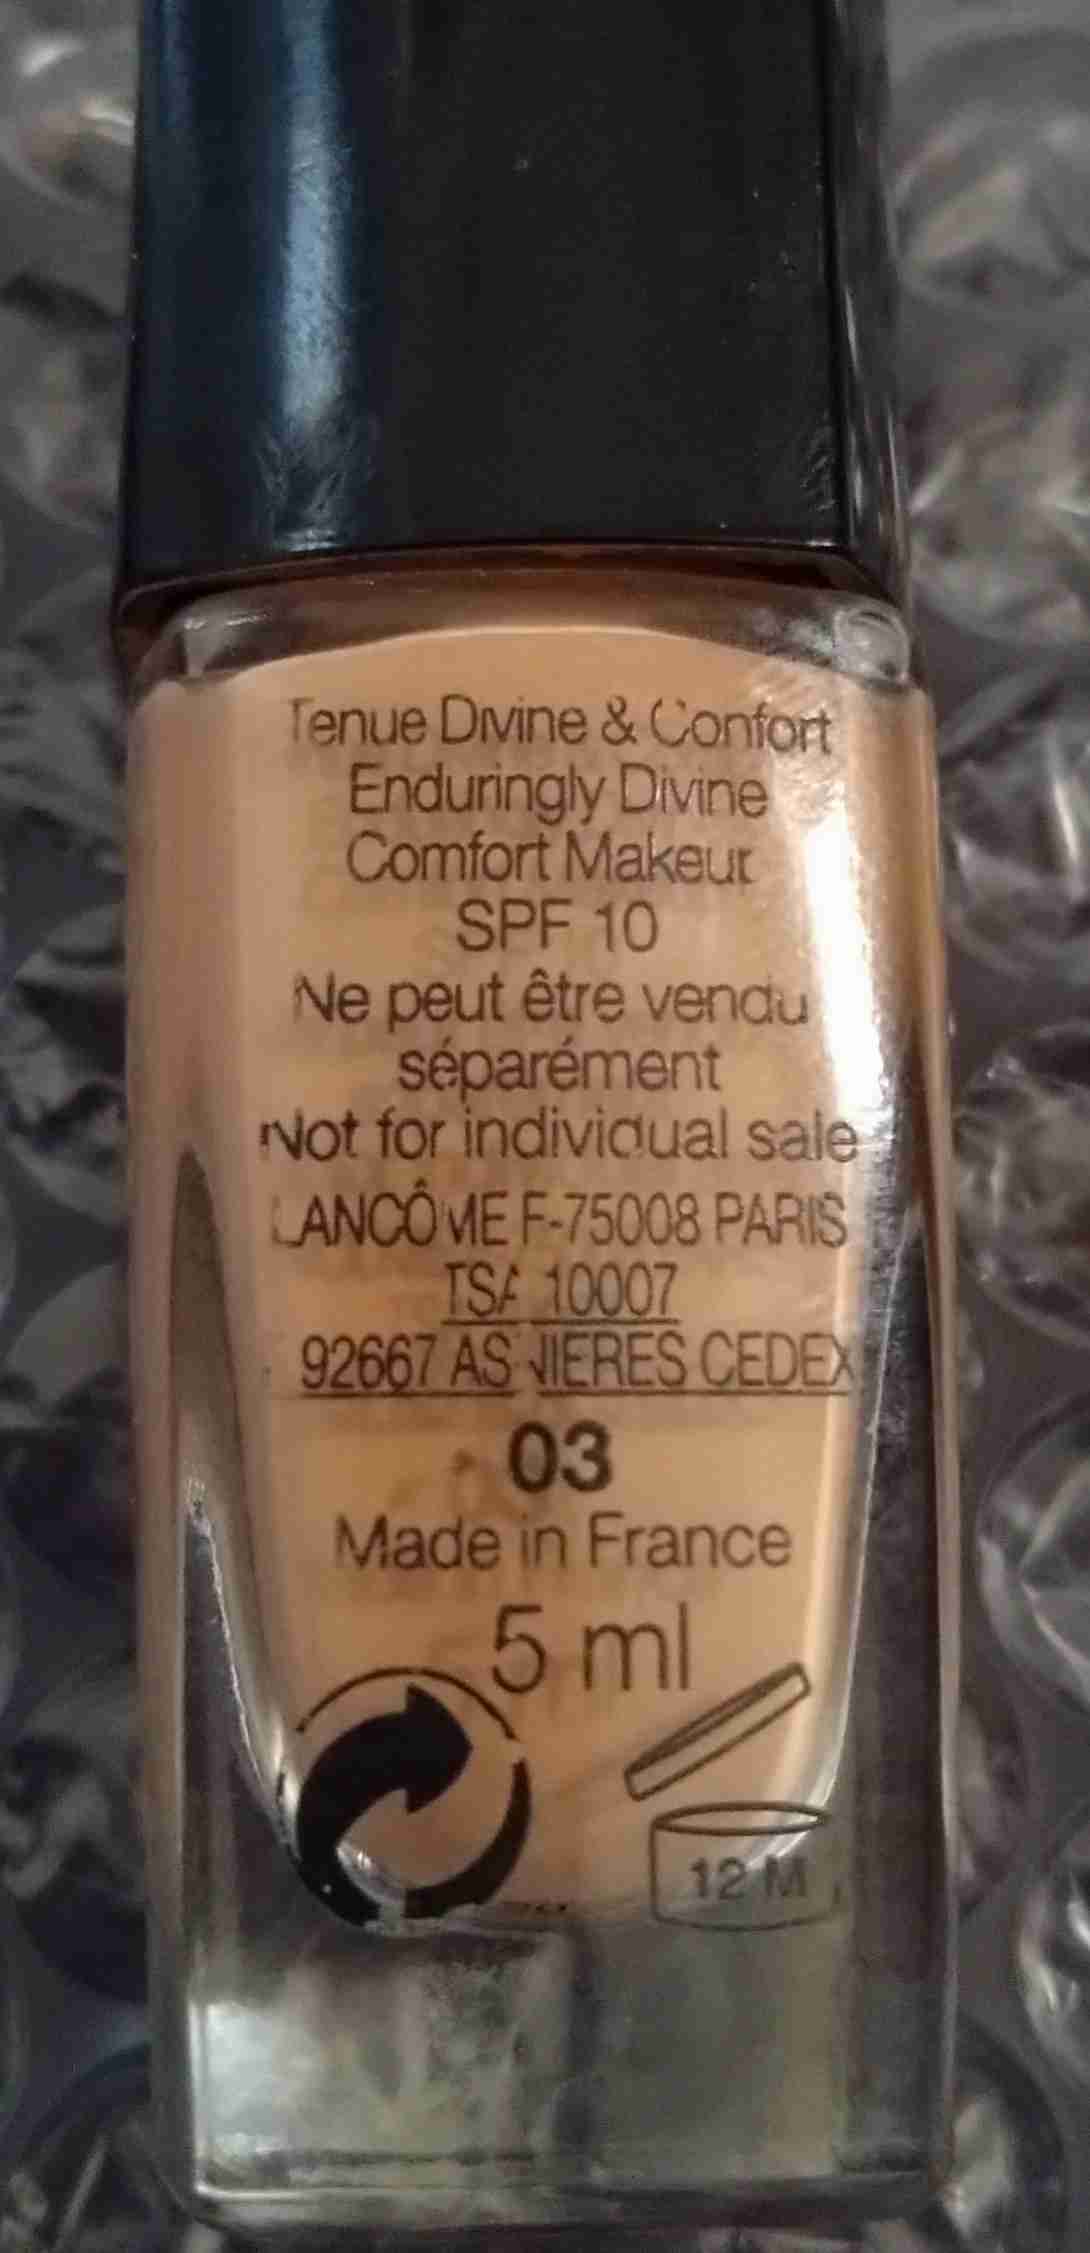 Tenue Divine & Confort
Enduringly Divine
Comfort Makeup
SPF 10
Ne peut être vendu
séparément
Not for individual sale
LANCÔME F-75008 PARIS
TSA 10007
92667 ASNIERES CEDEX
03
Made in France
5 ml
12 M